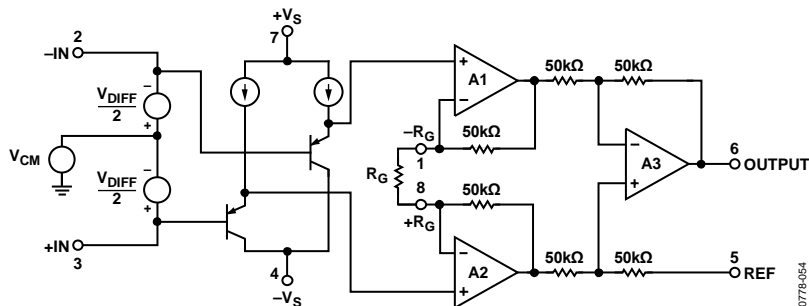 +VS
7
2
–IN
VDIFF
2
–
+
VCM
–
VDIFF
2
+
+IN
3
4
–VS
+
A1
–
50kΩ
50kΩ
50kΩ
–RG
1
RG
8
+RG
50kΩ
–
A2
+
50kΩ
50kΩ
–
A3
+
6
OUTPUT
5
REF
00778-054